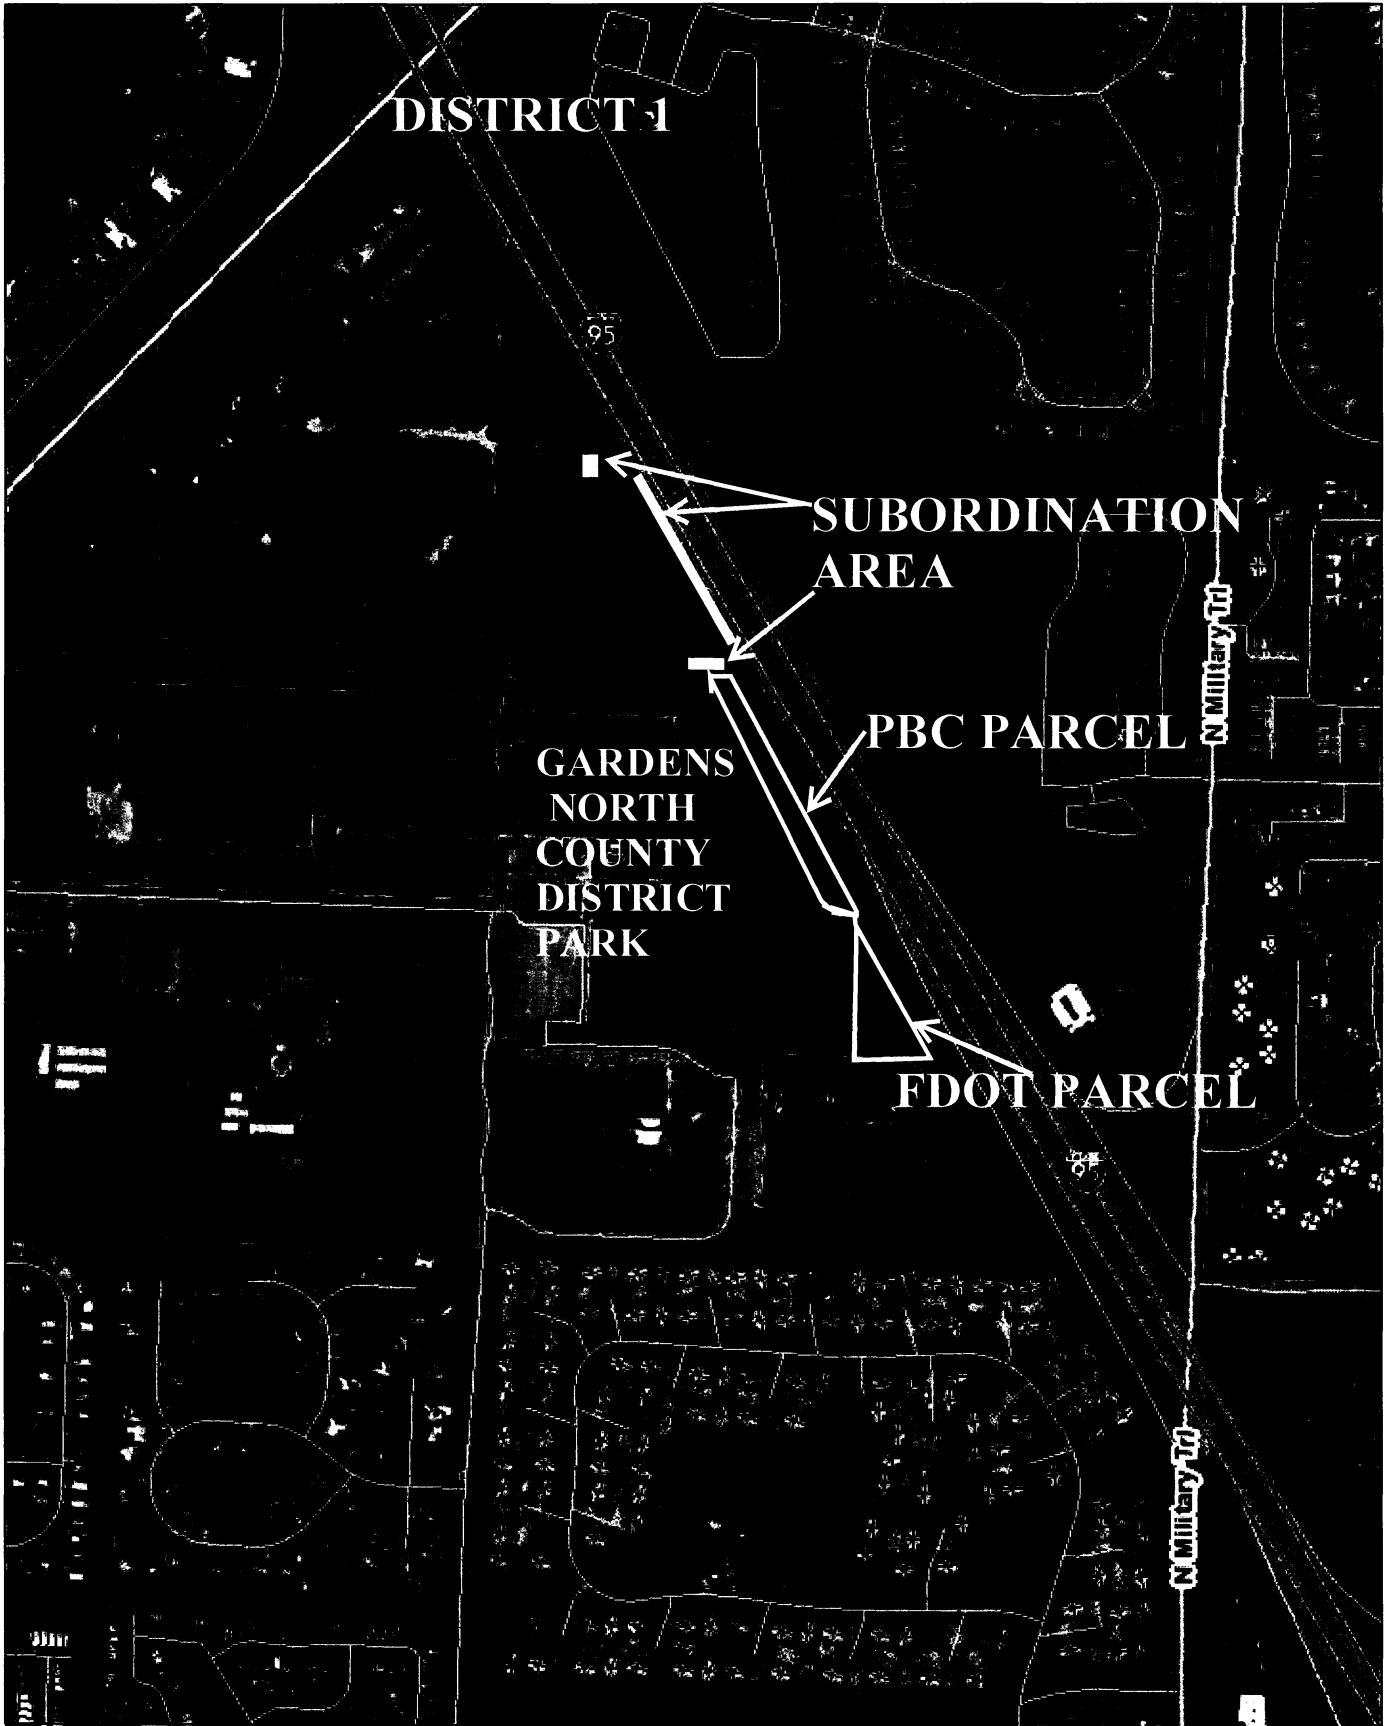 DISTRICT 1
95
SUBORDINATION
AREA
N Military Trl
PBC PARCEL
GARDENS
NORTH
COUNTY
DISTRICT
PARK
FDOT PARCEL
N Military Trl